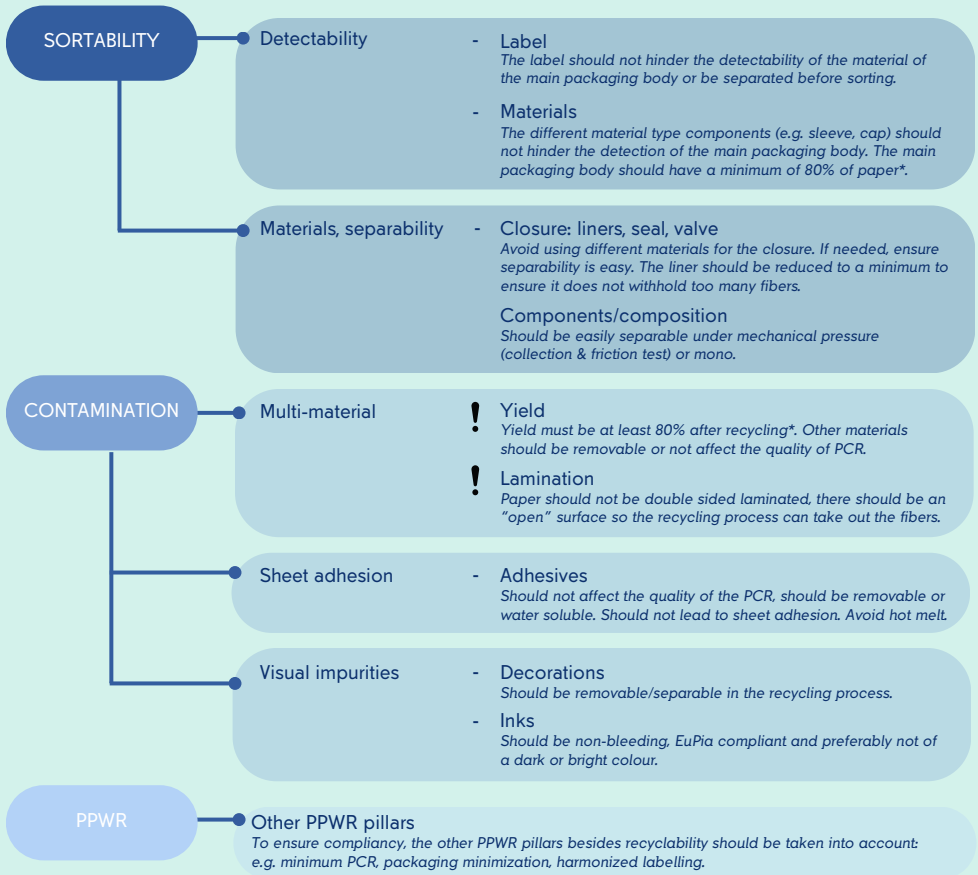 SORTABILITY
Detectability
- Label
The label should not hinder the detectability of the material of
the main packaging body or be separated before sorting.
- Materials
The different material type components (e.g. sleeve, cap) should
not hinder the detection of the main packaging body. The main
packaging body should have a minimum of 80% of paper*.
Materials, separability
- Closure: liners, seal, valve
Avoid using different materials for the closure. If needed, ensure
separability is easy. The liner should be reduced to a minimum to
ensure it does not withhold too many fibers.
Components/composition
Should be easily separable under mechanical pressure
(collection & friction test) or mono.
CONTAMINATION
Multi-material
! Yield
Yield must be at least 80% after recycling*. Other materials
should be removable or not affect the quality of PCR.
! Lamination
Paper should not be double sided laminated, there should be an
"open" surface so the recycling process can take out the fibers.
Sheet adhesion
- Adhesives
Should not affect the quality of the PCR, should be removable or
water soluble. Should not lead to sheet adhesion. Avoid hot melt.
Visual impurities
- Decorations
Should be removable/separable in the recycling process.
- Inks
Should be non-bleeding, EuPia compliant and preferably not of
a dark or bright colour.
PPWR
Other PPWR pillars
To ensure compliancy, the other PPWR pillars besides recyclability should be taken into account:
e.g. minimum PCR, packaging minimization, harmonized labelling.